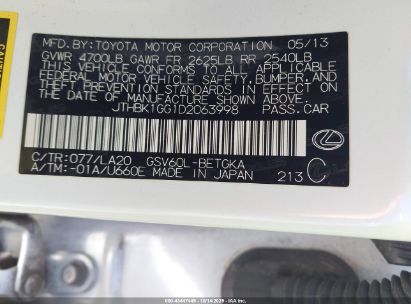 MFD.BY:TOYOTA MOTOR CORPORATION 05/13
GVWR 4700LB GAWR FR 2625LB RR 2540LB
THIS VEHICLE CONFORMS TO ALL APPLICABLE
FEDERAL MOTOR VEHICLE SAFETY, BUMPER, AND
THEFT PREVENTION STANDARDS IN EFFECT ON
THE DATE OF MANUFACTURE SHOWN ABOVE.
JTHBK1GG1D2063998 PASS.CAR
C/TR:077/LA20 GSV60L-BETGKA
A/TM:-01A/U660E MADE IN JAPAN 213 C